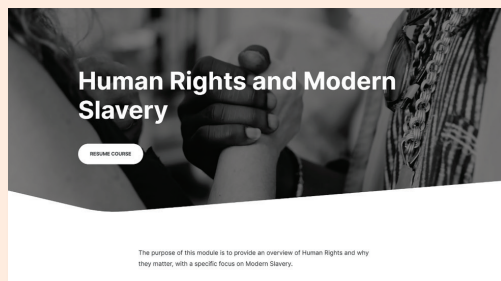 Human Rights and Modern
Slavery
RESUME COURSE
The purpose of this module is to provide an overview of Human Rights and why
they matter, with a specific focus on Modern Slavery.